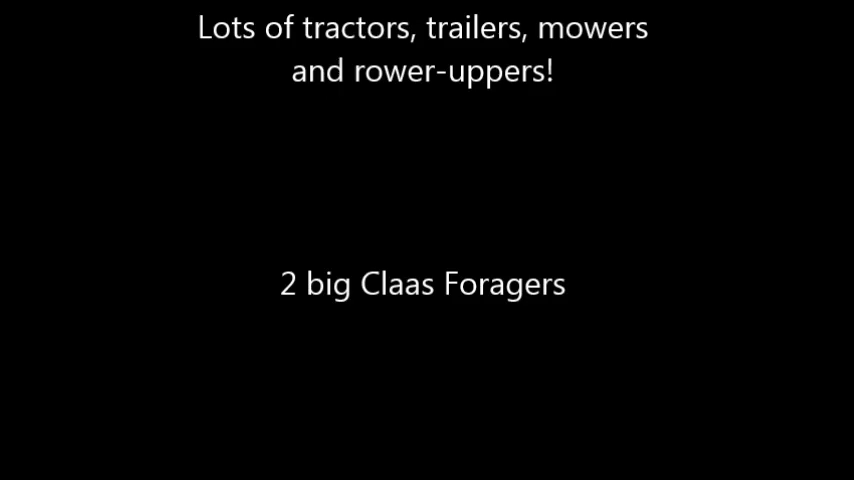 Lots of tractors, trailers, mowers
and rower-uppers!
2 big Claas Foragers